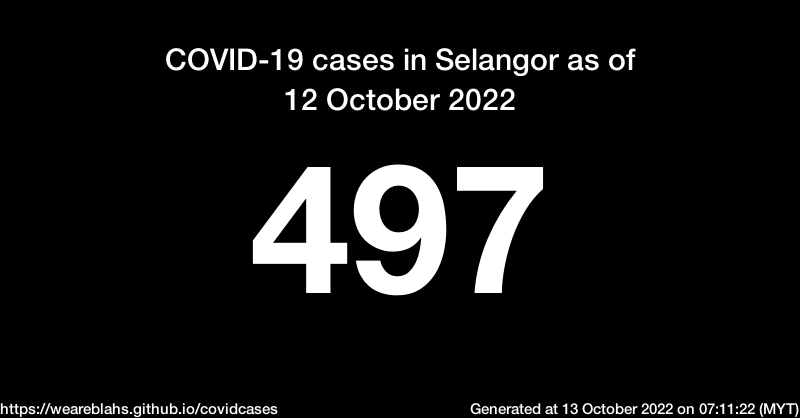 COVID-19 cases in Selangor as of
12 October 2022
497
https://weareblahs.github.io/covidcases
Generated at 13 October 2022 on 07:11:22 (MYT)